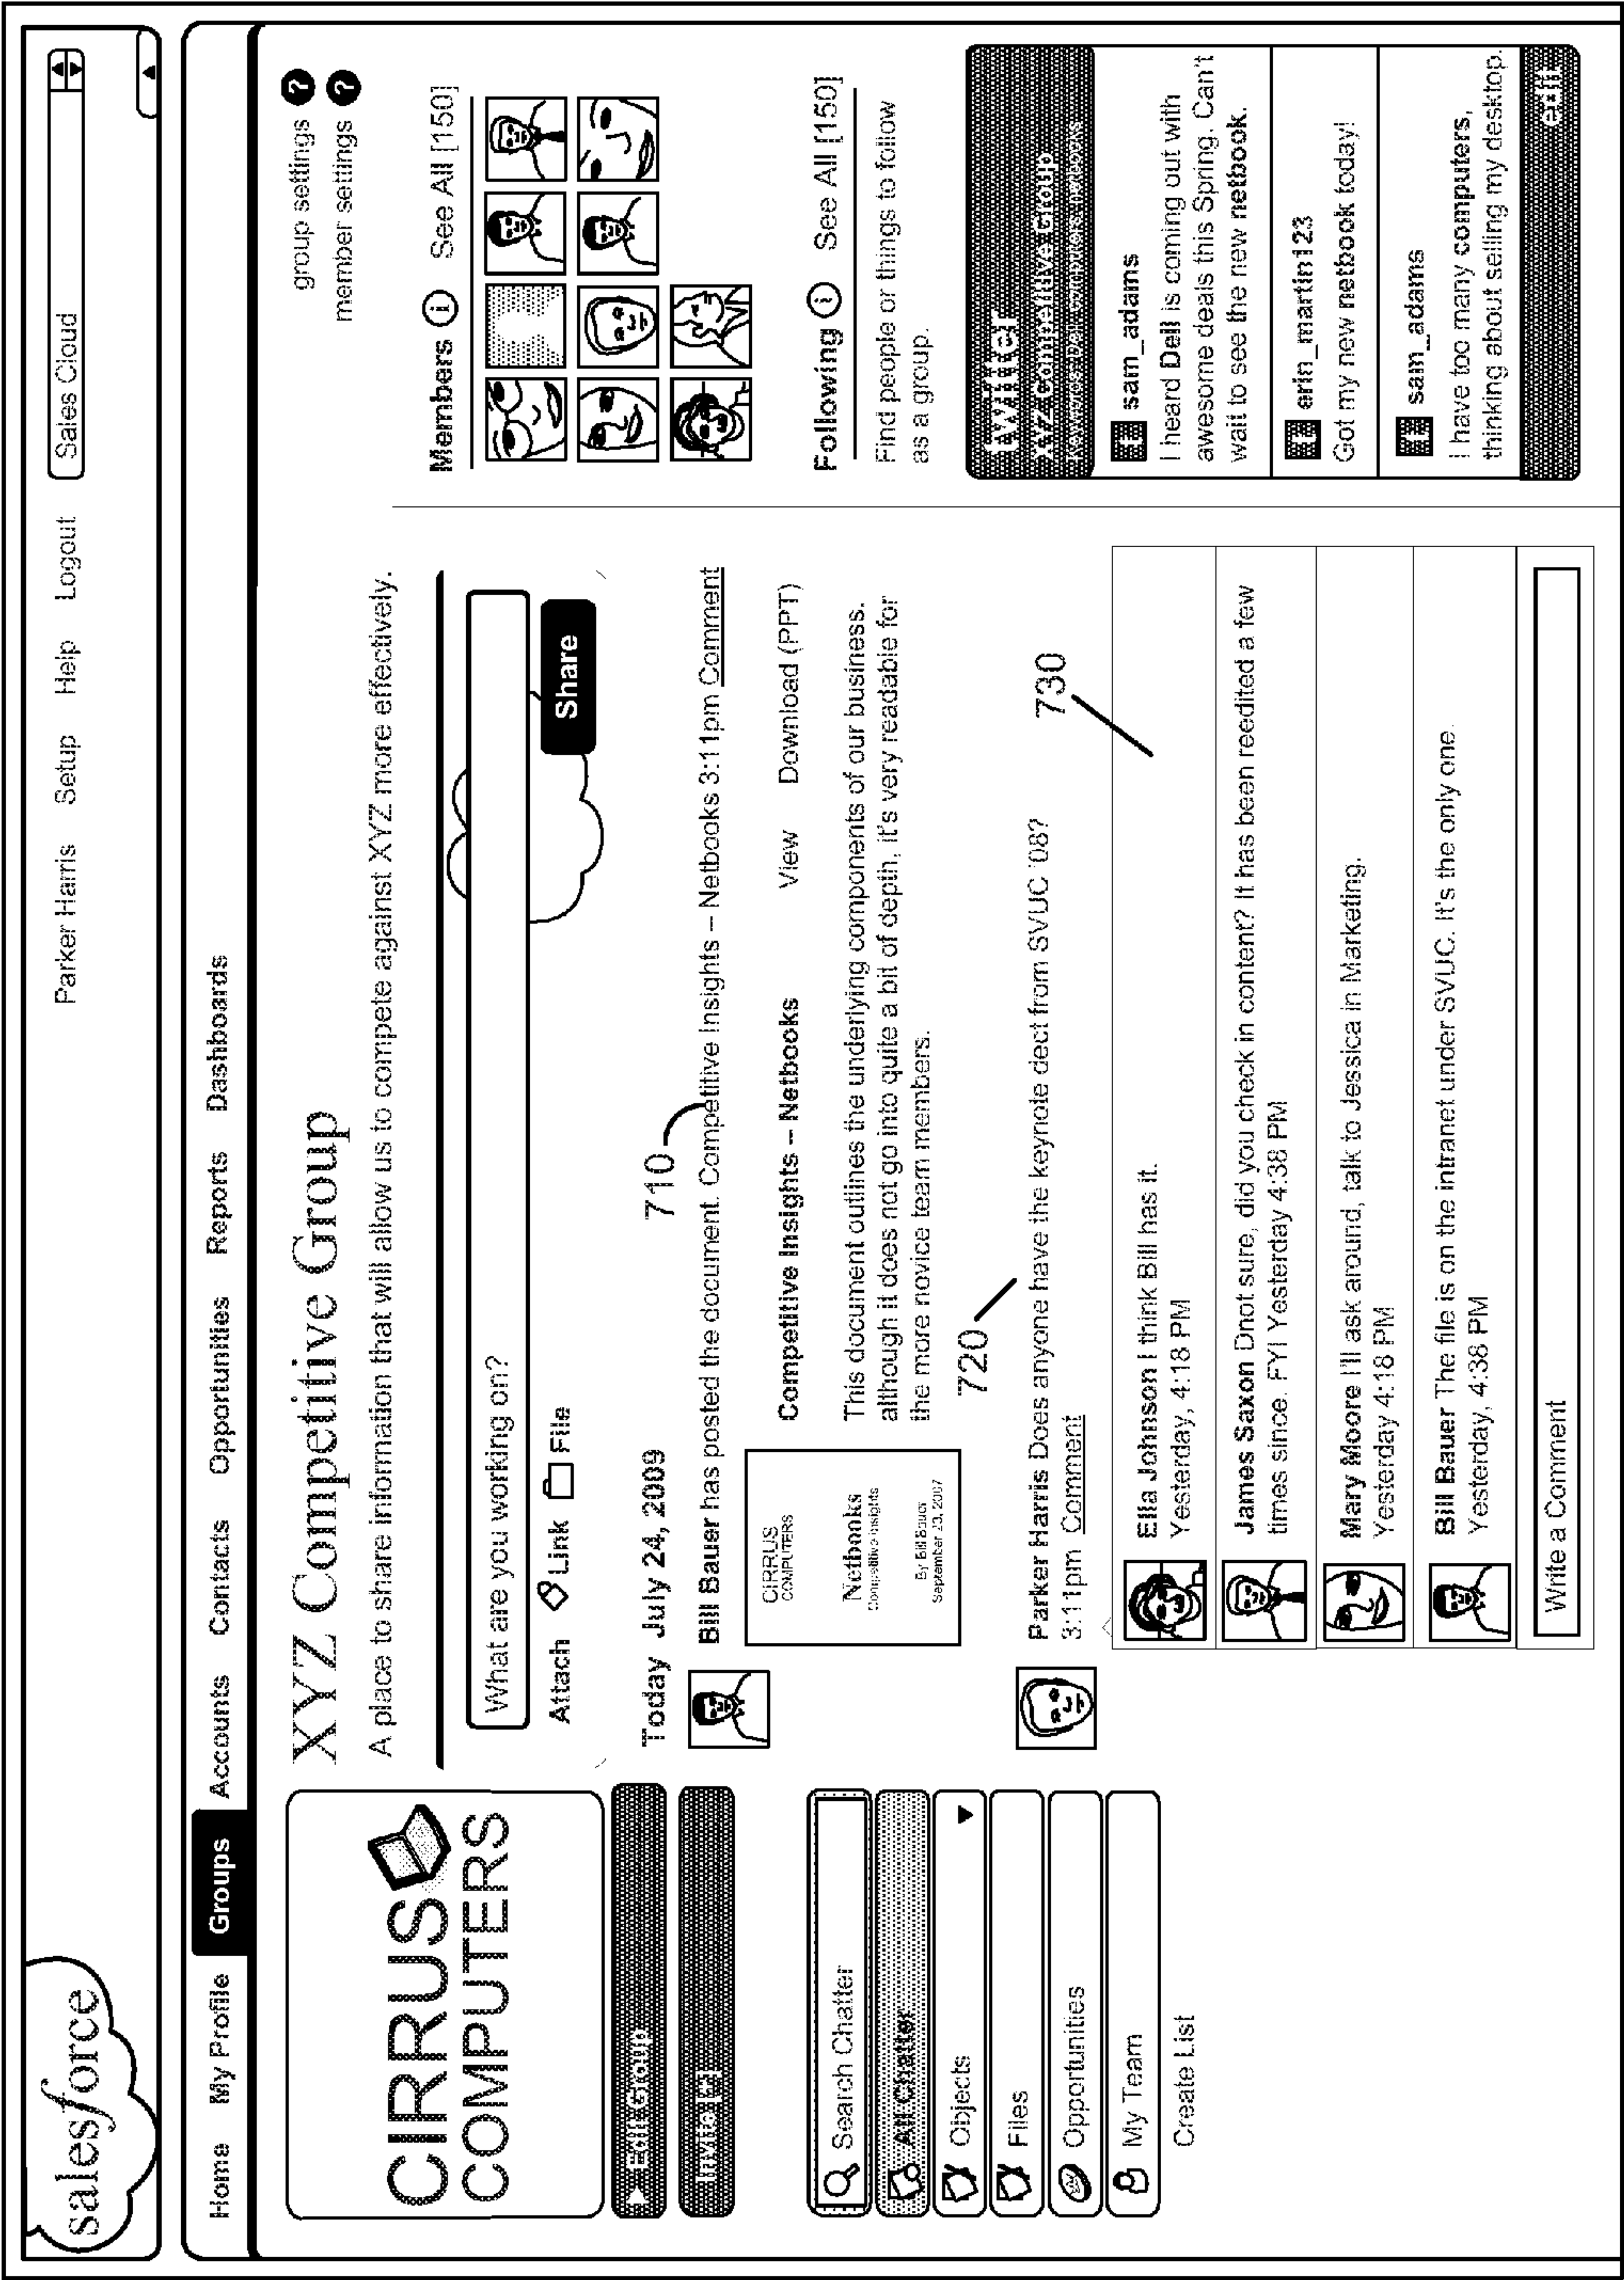 salesforce
Parker Harris Setup Help Logout
Sales Cloud
Home My Profile Groups Accounts Contacts Opportunities Reports Dashboards
CIRRUS
COMPUTERS
Edit Group
Search Chatter
All Chatter
Objects
Files
Opportunities
My Team
Create List
XYZ Competitive Group
A place to share information that will allow us to compete against XYZ more effectively.
What are you working on?
Attach Link File
Share
Today July 24, 2009
710
Bill Bauer has posted the document. Competitive Insights – Netbooks 3:11pm Comment
CIRRUS
COMPUTERS
Netbooks
Competitive Insights
By Bill Bauer
September 23, 2007
Competitive Insights – Netbooks View Download (PPT)
This document outlines the underlying components of our business.
although it does not go into quite a bit of depth, it's very readable for
the more novice team members.
720
730
Parker Harris Does anyone have the keynote dect from SVUC '08?
3:11pm Comment
Ella Johnson I think Bill has it.
Yesterday, 4:18 PM
James Saxon Dnot sure, did you check in content? It has been reedited a few
times since. FYI Yesterday 4:38 PM
Mary Moore I'll ask around, talk to Jessica in Marketing.
Yesterday 4:18 PM
Bill Bauer The file is on the intranet under SVUC. It's the only one.
Yesterday, 4:38 PM
Write a Comment
group settings ?
member settings ?
Members i See All [150]
Following i See All [150]
Find people or things to follow
as a group.
twitter
xyz Competitive Group
sam_adams
I heard Dell is coming out with
awesome deals this Spring. Can't
wait to see the new netbook.
erin_martin123
Got my new netbook today!
sam_adams
I have too many computers,
thinking about selling my desktop.
edit